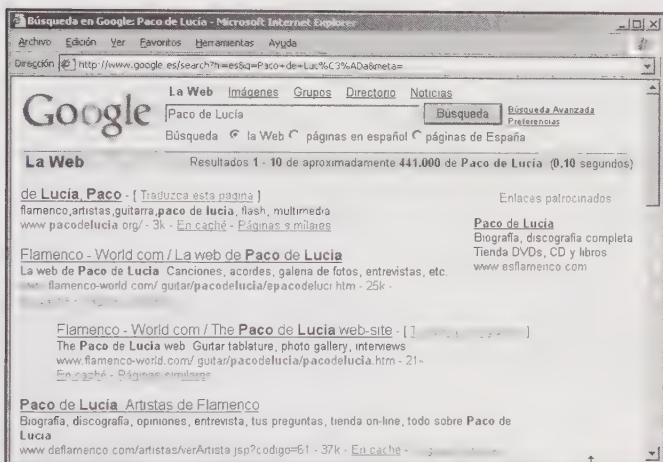 Búsqueda en Google: Paco de Lucía - Microsoft Internet Explorer
Archivo Edición Ver Favoritos Herramientas Ayuda
Dirección http://www.google.es/search?hl=es&q=Paco+de+Luc%C3%ADa&meta=
La Web Imágenes Grupos Directorio Noticias
Google
Paco de Lucía Búsqueda Búsqueda Avanzada
Preferencias
Búsqueda la Web páginas en español páginas de España
La Web Resultados 1 - 10 de aproximadamente 441.000 de Paco de Lucía (0,10 segundos)
de Lucía, Paco - [ Traduzca esta página ]
flamenco,artistas,guitarra,paco de lucia, flash, multimedia
www pacodelucia org/ - 3k - En caché - Páginas similares
Enlaces patrocinados
Paco de Lucía
Biografía, discografía completa
Tienda DVDs, CD y libros
www esflamenco com
Flamenco - World com / La web de Paco de Lucía
La web de Paco de Lucía Canciones, acordes, galería de fotos, entrevistas, etc.
flamenco-world.com/ guitar/pacodelucia/epacodeluci htm - 25k -
Flamenco - World com / The Paco de Lucia web-site - [ ]
The Paco de Lucia web Guitar tablature, photo gallery, interviews
www.flamenco-world.com/ guitar/pacodelucia/pacodelucia.htm - 21-
En caché - Páginas similares
Paco de Lucía Artistas de Flamenco
Biografía, discografía, opiniones, entrevista, tus preguntas, tienda on-line, todo sobre Paco de
Lucia
www deflamenco com/artistas/verArtista jsp?codigo=61 - 37k - En caché -